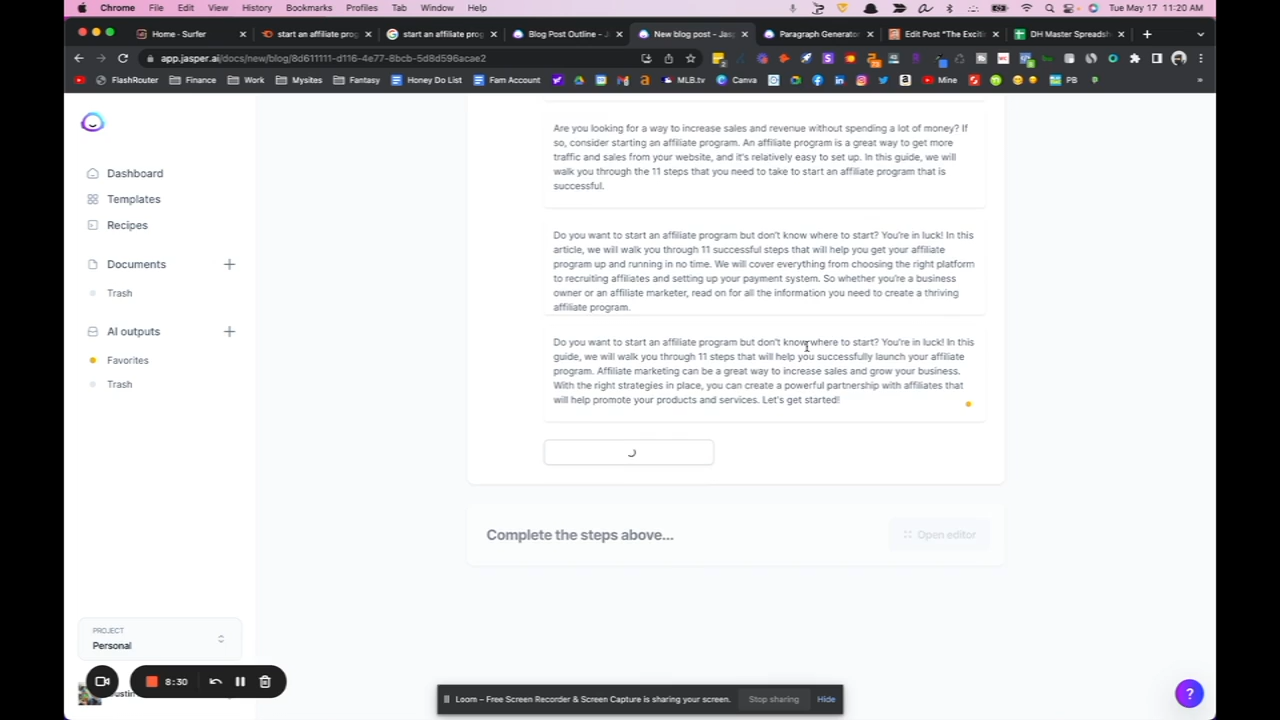 Chrome File Edit View History Bookmarks Profiles Tab Window Help Tue May 17 11:20 AM
Home - Surfer start an affiliate pro start an affiliate prog Blog Post Outline - J New blog post - Jasp Paragraph Generator Edit Post "The Exciti DH Master Spreadsh
app.jasper.ai/docs/new/blog/8d611111-d116-4e77-8bcb-5d8d596acae2
FlashRouter Finance Work Mysites Fantasy Honey Do List Fam Account MLB.tv Canva Mine PB
Are you looking for a way to increase sales and revenue without spending a lot of money? If
so, consider starting an affiliate program. An affiliate program is a great way to get more
traffic and sales from your website, and it's relatively easy to set up. In this guide, we will
walk you through the 11 steps that you need to take to start an affiliate program that is
successful.
Dashboard
Templates
Recipes
Documents
Trash
AI outputs
Favorites
Trash
Do you want to start an affiliate program but don't know where to start? You're in luck! In this
article, we will walk you through 11 successful steps that will help you get your affiliate
program up and running in no time. We will cover everything from choosing the right platform
to recruiting affiliates and setting up your payment system. So whether you're a business
owner or an affiliate marketer, read on for all the information you need to create a thriving
affiliate program.
Do you want to start an affiliate program but don't know where to start? You're in luck! In this
guide, we will walk you through 11 steps that will help you successfully launch your affiliate
program. Affiliate marketing can be a great way to increase sales and grow your business.
With the right strategies in place, you can create a powerful partnership with affiliates that
will help promote your products and services. Let's get started!
Complete the steps above...
Open editor
PROJECT
Personal
8:30
Loom – Free Screen Recorder & Screen Capture is sharing your screen. Stop sharing Hide
?